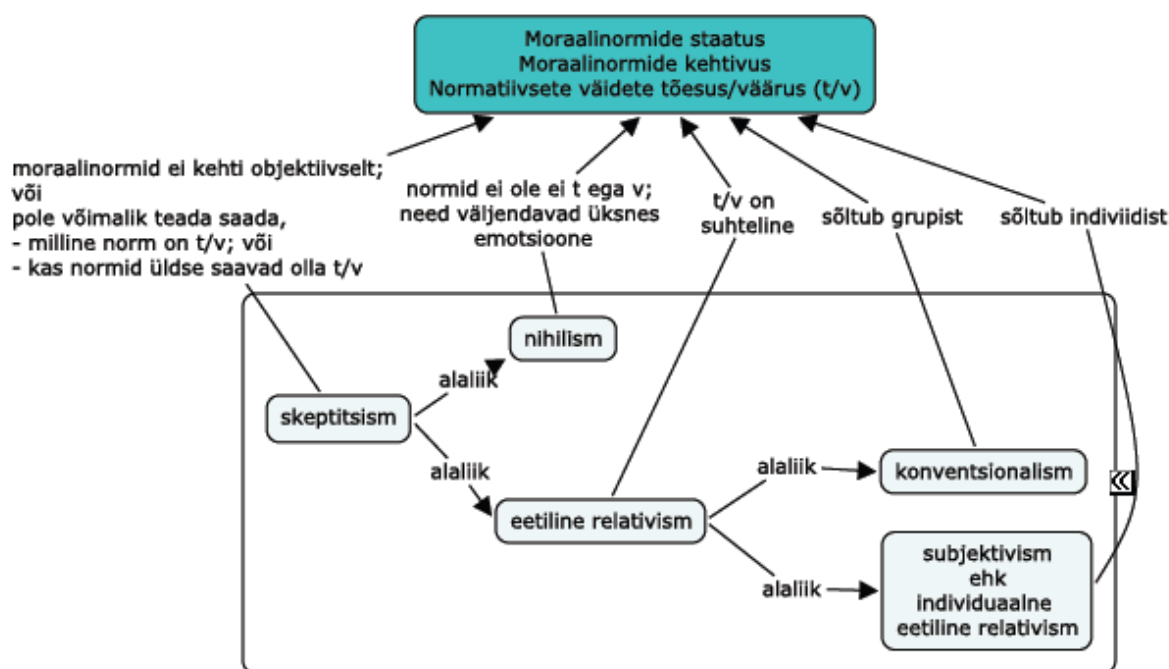 Moraalinormide staatus
Moraalinormide kehtivus
Normatiivsete väidete tõesus/väärus (t/v)
moraalinormid ei kehti objektiivselt;
või
pole võimalik teada saada,
- milline norm on t/v; või
- kas normid üldse saavad olla t/v
normid ei ole ei t ega v;
need väljendavad üksnes
emotsioone
t/v on
suhteline
sõltub grupist
sõltub indiviidist
nihilism
alaliik
skeptitsism
alaliik
eetiline relativism
alaliik
konventsionalism
alaliik
subjektivism
ehk
individuaalne
eetiline relativism